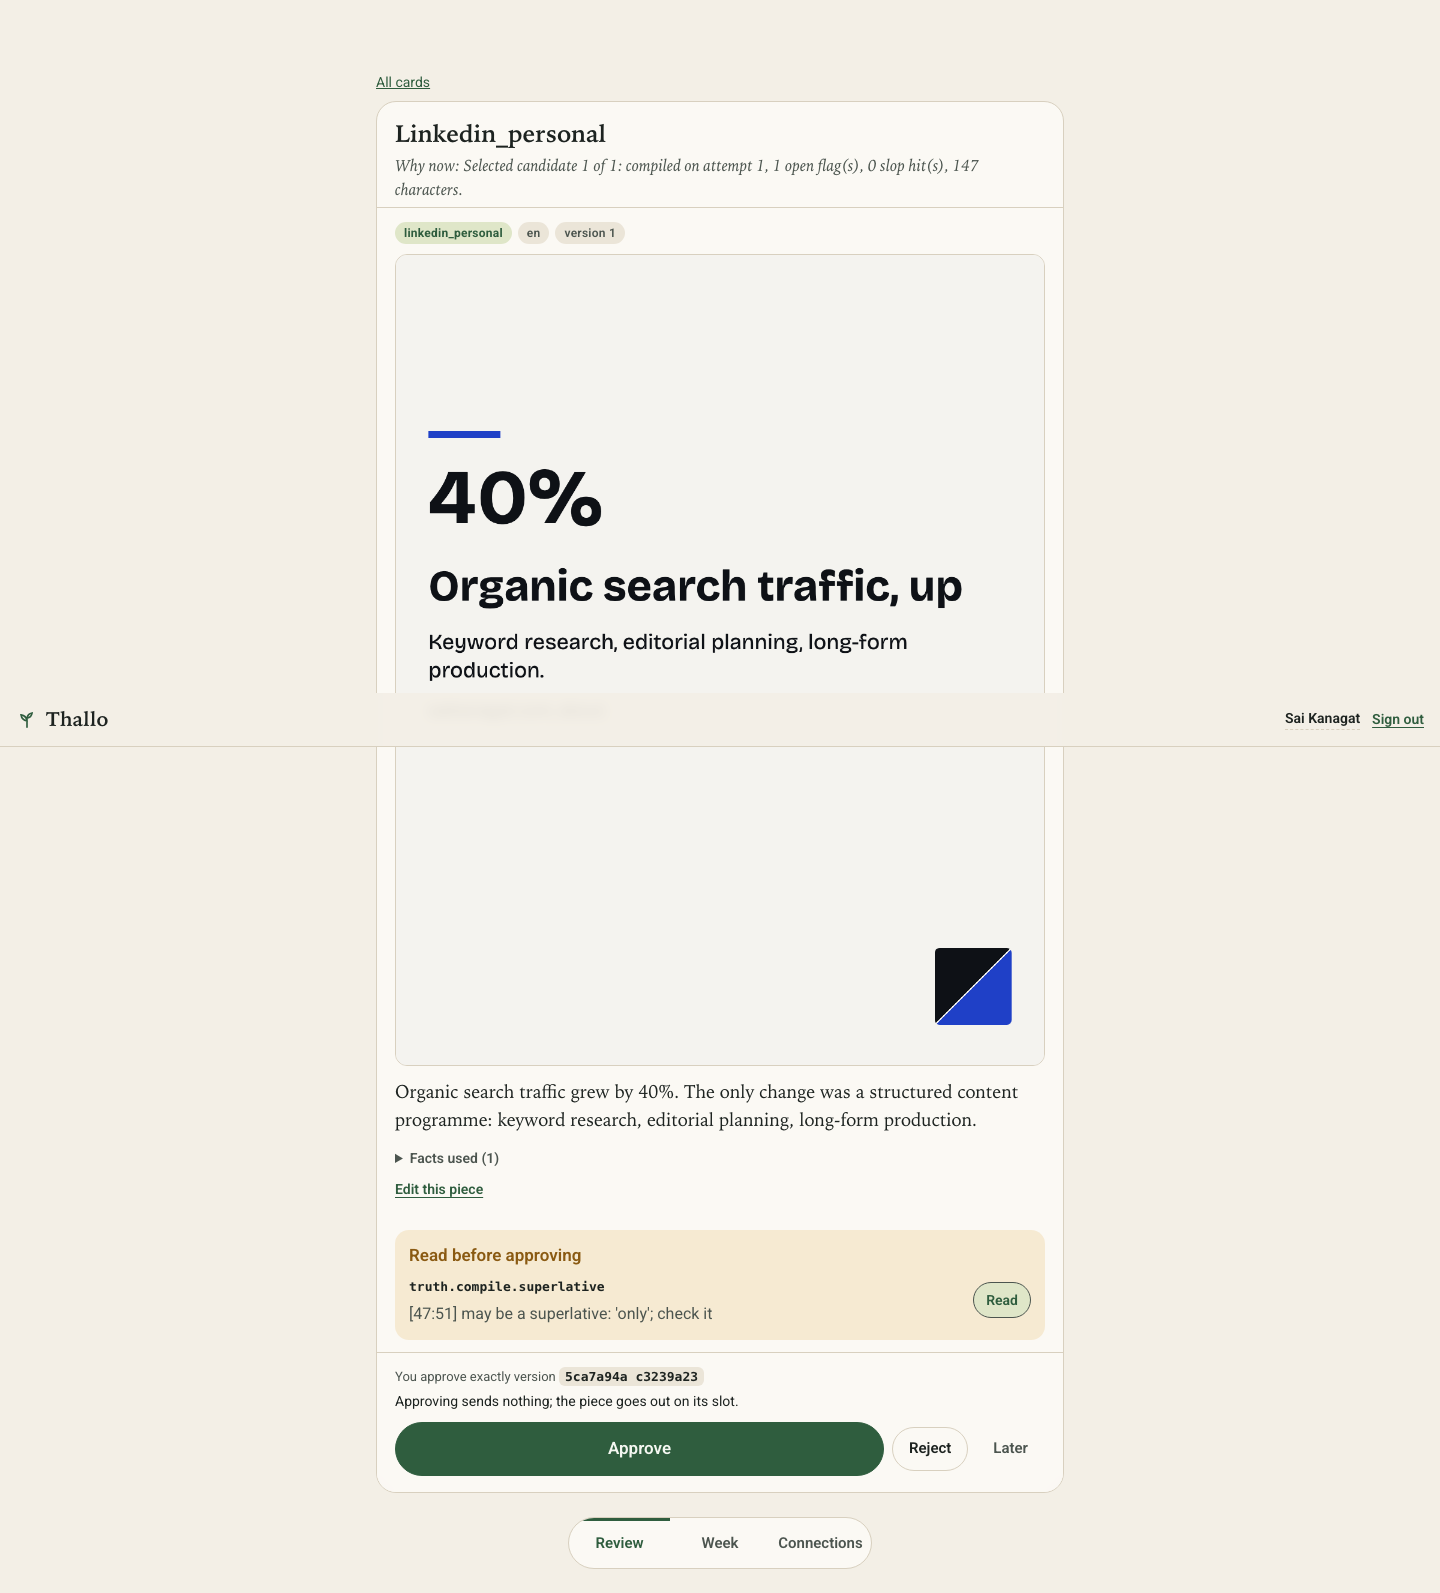 All cards
Linkedin_personal
Why now: Selected candidate 1 of 1: compiled on attempt 1, 1 open flag(s), 0 slop hit(s), 147
characters.
linkedin_personal en version 1
40%
Organic search traffic, up
Keyword research, editorial planning, long-form
production.
Thallo Sai Kanagat Sign out
Organic search traffic grew by 40%. The only change was a structured content
programme: keyword research, editorial planning, long-form production.
▶ Facts used (1)
Edit this piece
Read before approving
truth.compile.superlative
[47:51] may be a superlative: 'only'; check it
Read
You approve exactly version 5ca7a94a c3239a23
Approving sends nothing; the piece goes out on its slot.
Approve Reject Later
Review Week Connections